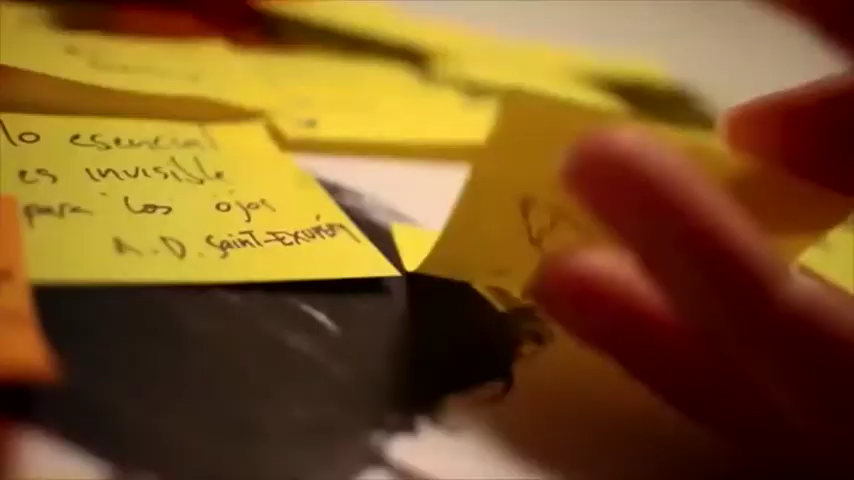 lo esencial
es invisible
para los ojos
A.D. Saint-Exupéry